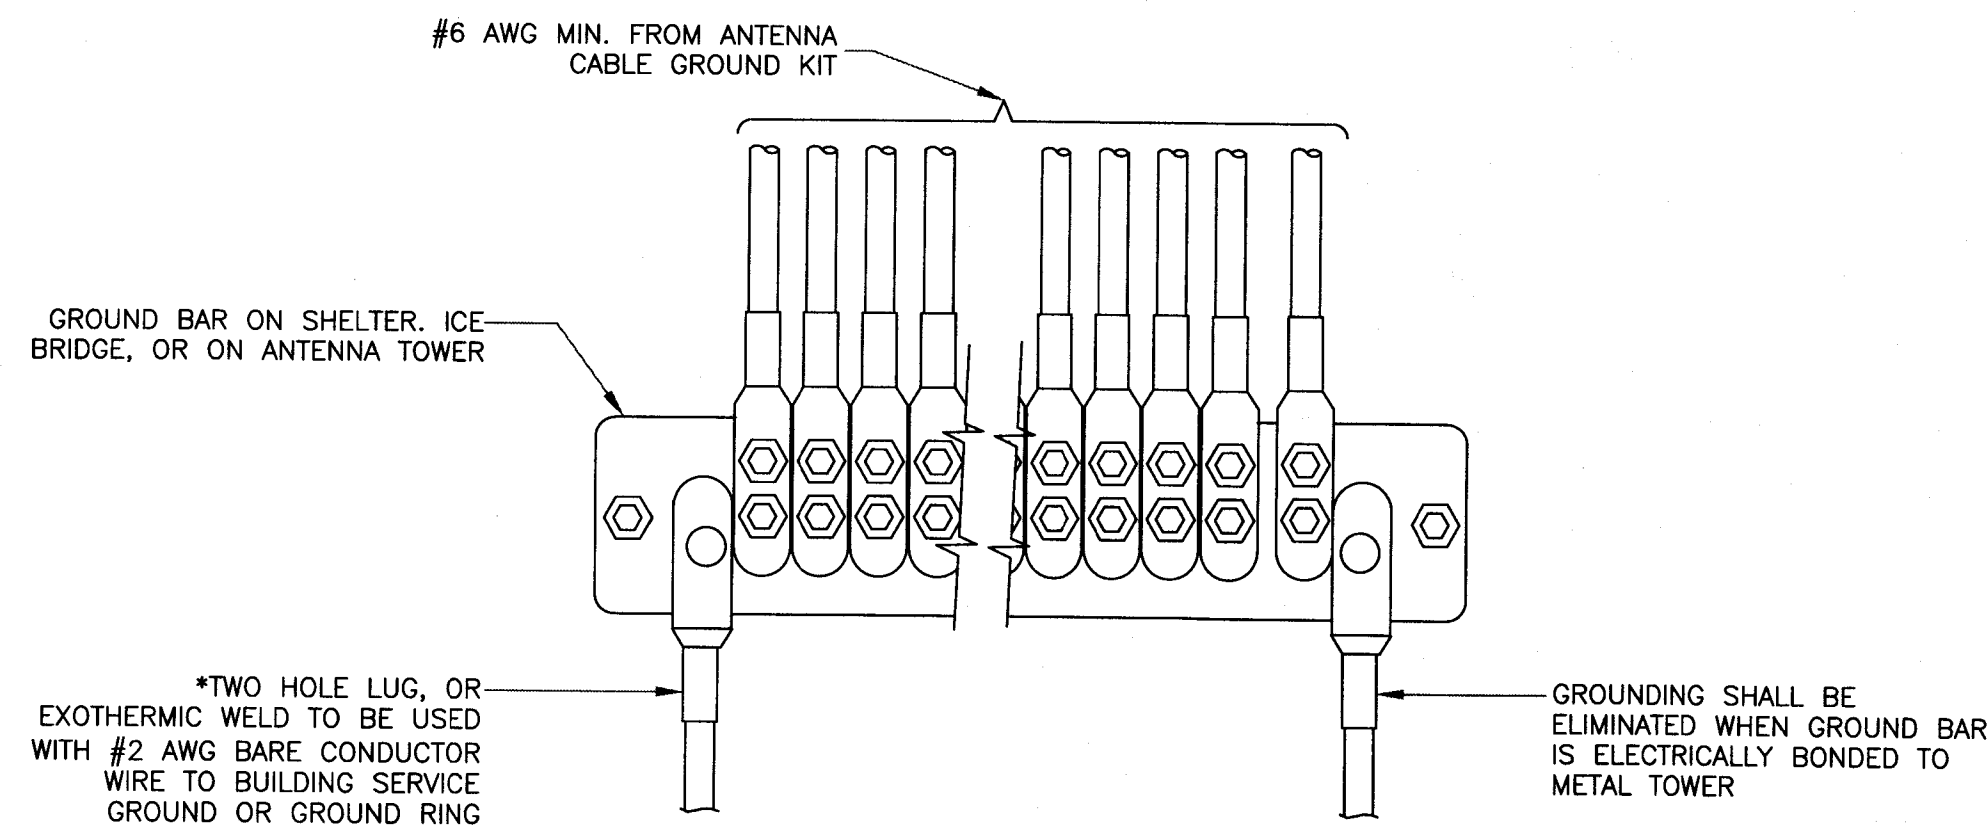 #6 AWG MIN. FROM ANTENNA
CABLE GROUND KIT
GROUND BAR ON SHELTER. ICE
BRIDGE, OR ON ANTENNA TOWER
*TWO HOLE LUG, OR
EXOTHERMIC WELD TO BE USED
WITH #2 AWG BARE CONDUCTOR
WIRE TO BUILDING SERVICE
GROUND OR GROUND RING
GROUNDING SHALL BE
ELIMINATED WHEN GROUND BAR
IS ELECTRICALLY BONDED TO
METAL TOWER